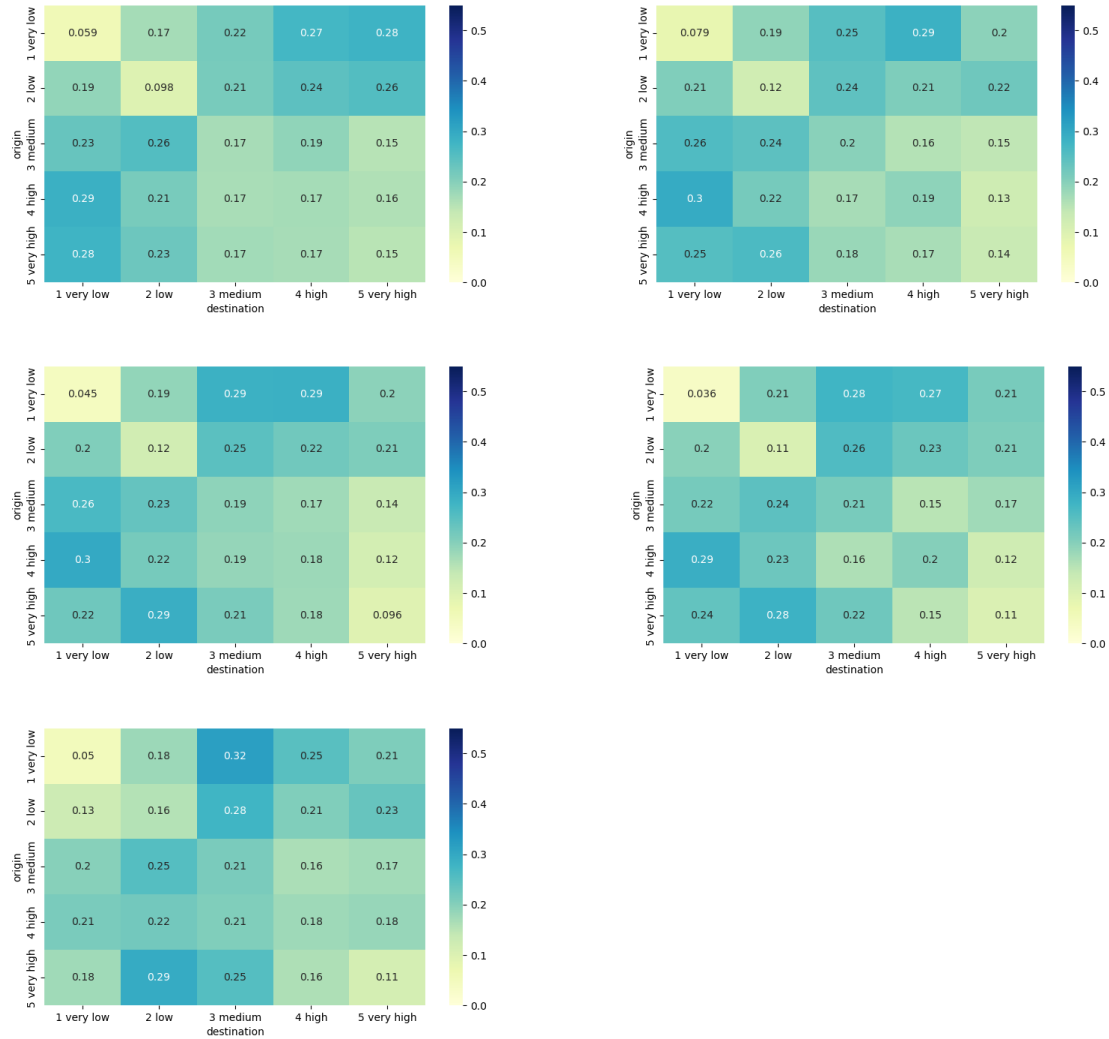 1 very low 0.059 0.17 0.22 0.27 0.28
2 low 0.19 0.098 0.21 0.24 0.26
3 medium 0.23 0.26 0.17 0.19 0.15
4 high 0.29 0.21 0.17 0.17 0.16
5 very high 0.28 0.23 0.17 0.17 0.15
origin
1 very low 2 low 3 medium 4 high 5 very high
destination
0.5
0.4
0.3
0.2
0.1
0.0
1 very low 0.079 0.19 0.25 0.29 0.2
2 low 0.21 0.12 0.24 0.21 0.22
3 medium 0.26 0.24 0.2 0.16 0.15
4 high 0.3 0.22 0.17 0.19 0.13
5 very high 0.25 0.26 0.18 0.17 0.14
origin
1 very low 2 low 3 medium 4 high 5 very high
destination
0.5
0.4
0.3
0.2
0.1
0.0
1 very low 0.045 0.19 0.29 0.29 0.2
2 low 0.2 0.12 0.25 0.22 0.21
3 medium 0.26 0.23 0.19 0.17 0.14
4 high 0.3 0.22 0.19 0.18 0.12
5 very high 0.22 0.29 0.21 0.18 0.096
origin
1 very low 2 low 3 medium 4 high 5 very high
destination
0.5
0.4
0.3
0.2
0.1
0.0
1 very low 0.036 0.21 0.28 0.27 0.21
2 low 0.2 0.11 0.26 0.23 0.21
3 medium 0.22 0.24 0.21 0.15 0.17
4 high 0.29 0.23 0.16 0.2 0.12
5 very high 0.24 0.28 0.22 0.15 0.11
origin
1 very low 2 low 3 medium 4 high 5 very high
destination
0.5
0.4
0.3
0.2
0.1
0.0
1 very low 0.05 0.18 0.32 0.25 0.21
2 low 0.13 0.16 0.28 0.21 0.23
3 medium 0.2 0.25 0.21 0.16 0.17
4 high 0.21 0.22 0.21 0.18 0.18
5 very high 0.18 0.29 0.25 0.16 0.11
origin
1 very low 2 low 3 medium 4 high 5 very high
destination
0.5
0.4
0.3
0.2
0.1
0.0